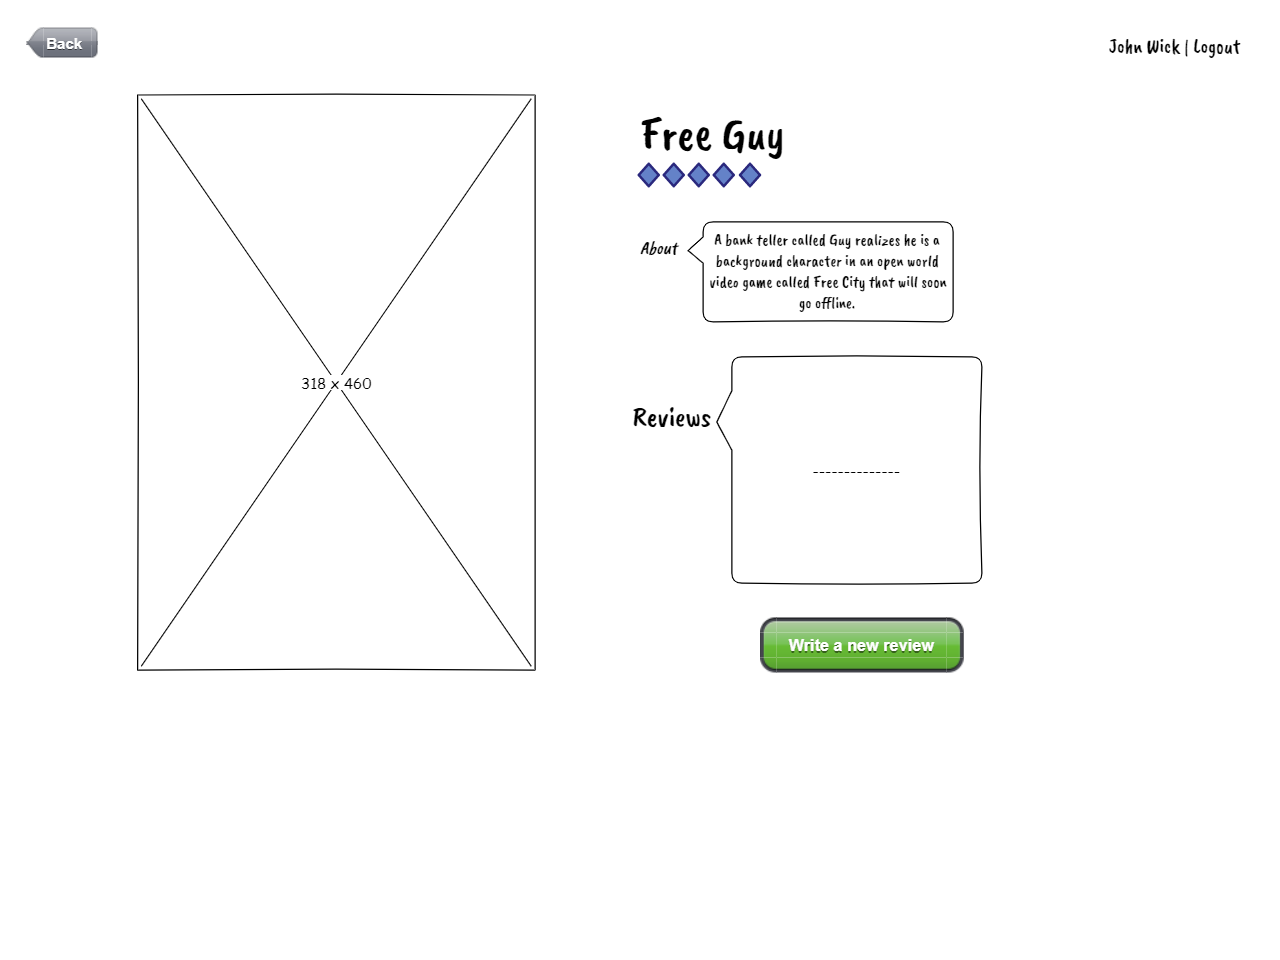 Back
John Wick | Logout
Free Guy
About
A bank teller called Guy realizes he is a
background character in an open world
video game called Free City that will soon
go offline.
318 x 460
Reviews
--------------
Write a new review